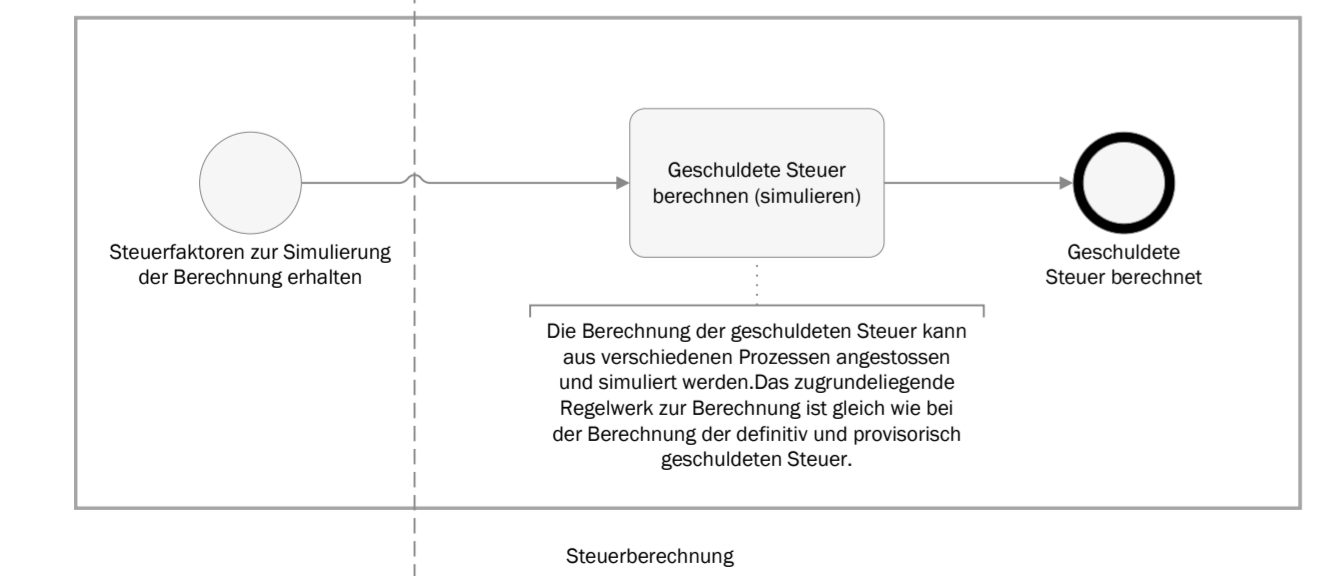 Geschuldete Steuer
berechnen (simulieren)
Steuerfaktoren zur Simulierung
der Berechnung erhalten
Geschuldete
Steuer berechnet
Die Berechnung der geschuldeten Steuer kann
aus verschiedenen Prozessen angestossen
und simuliert werden.Das zugrundeliegende
Regelwerk zur Berechnung ist gleich wie bei
der Berechnung der definitiv und provisorisch
geschuldeten Steuer.
Steuerberechnung